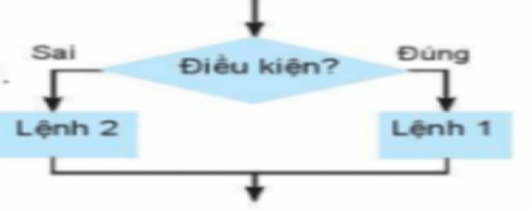 Sai
Điều kiện?
Đúng
Lệnh 2
Lệnh 1